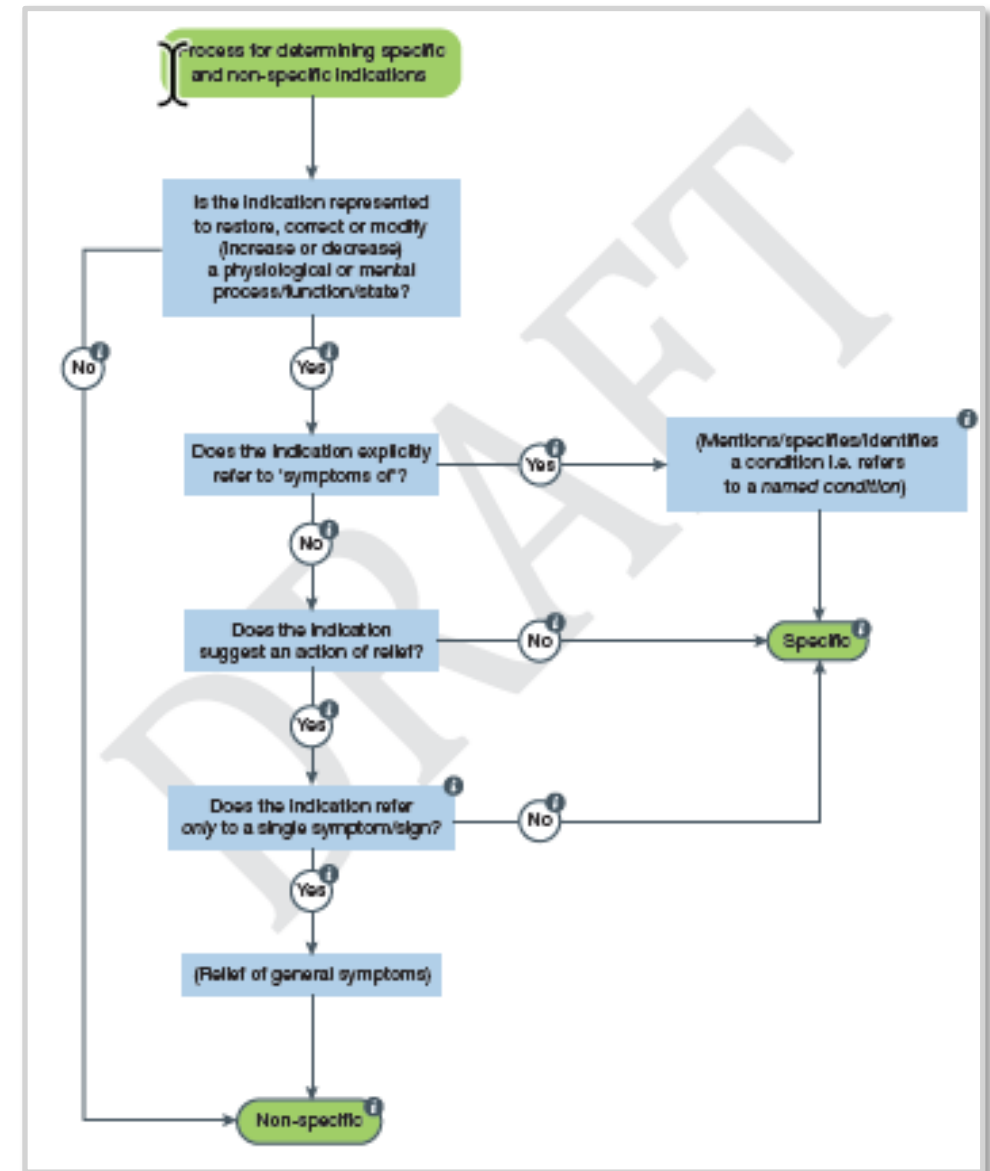 Process for determining specific
and non-specific indications
Is the indication represented
to restore, correct or modify
(increase or decrease)
a physiological or mental
process/function/state?
No
Yes
Does the indication explicitly
refer to 'symptoms of'?
Yes
(Mentions/specifies/identifies
a condition i.e. refers
to a named condition)
No
Does the indication
suggest an action of relief?
No
Specific
Yes
Does the indication refer
only to a single symptom/sign?
No
Yes
(Relief of general symptoms)
Non-specific
DRAFT